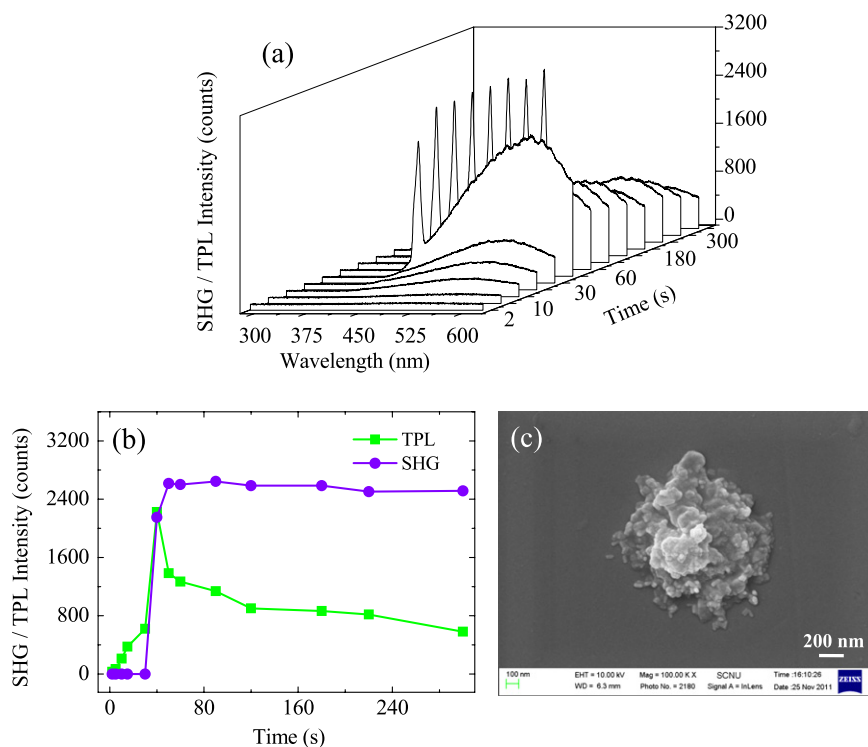 (a)
SHG / TPL Intensity (counts)
3200
2400
1600
800
0
300
180
60
30
10
2
Time (s)
300 375 450 525 600
Wavelength (nm)
(b)
SHG / TPL Intensity (counts)
3200
2400
1600
800
0
TPL
SHG
0 80 160 240
Time (s)
(c)
200 nm
100 nm
EHT = 10.00 kV Mag = 100.00 K X SCNU Time :16:10:26
WD = 6.3 mm Photo No. = 2180 Signal A = InLens Date :25 Nov 2011
ZEISS